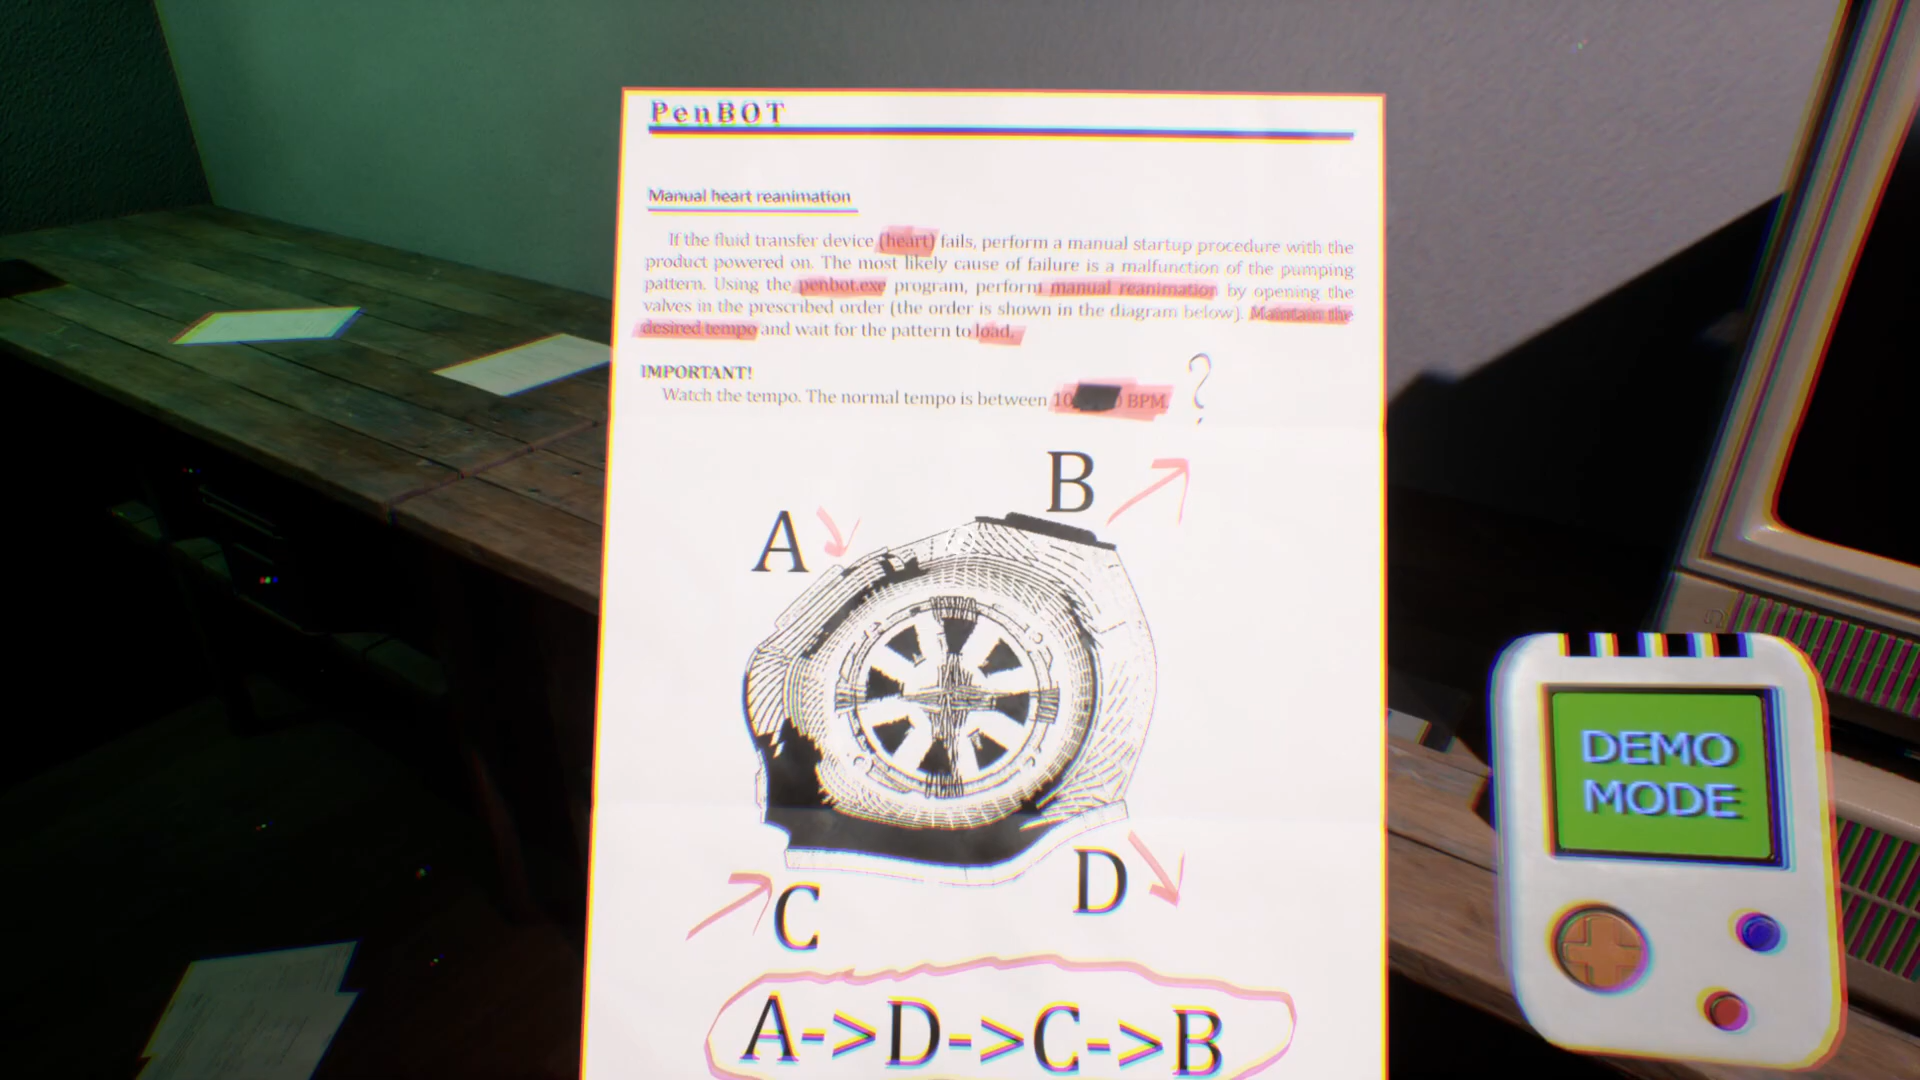 PenBOT
Manual heart reanimation
If the fluid transfer device (heart) fails, perform a manual startup procedure with the
product powered on. The most likely cause of failure is a malfunction of the pumping
pattern. Using the penbot.exe program, perform manual reanimation by opening the
valves in the prescribed order (the order is shown in the diagram below). Maintain the
desired tempo and wait for the pattern to load.
IMPORTANT!
Watch the tempo. The normal tempo is between 10 BPM. ?
B
A
D
C
A->D->C->B
DEMO
MODE